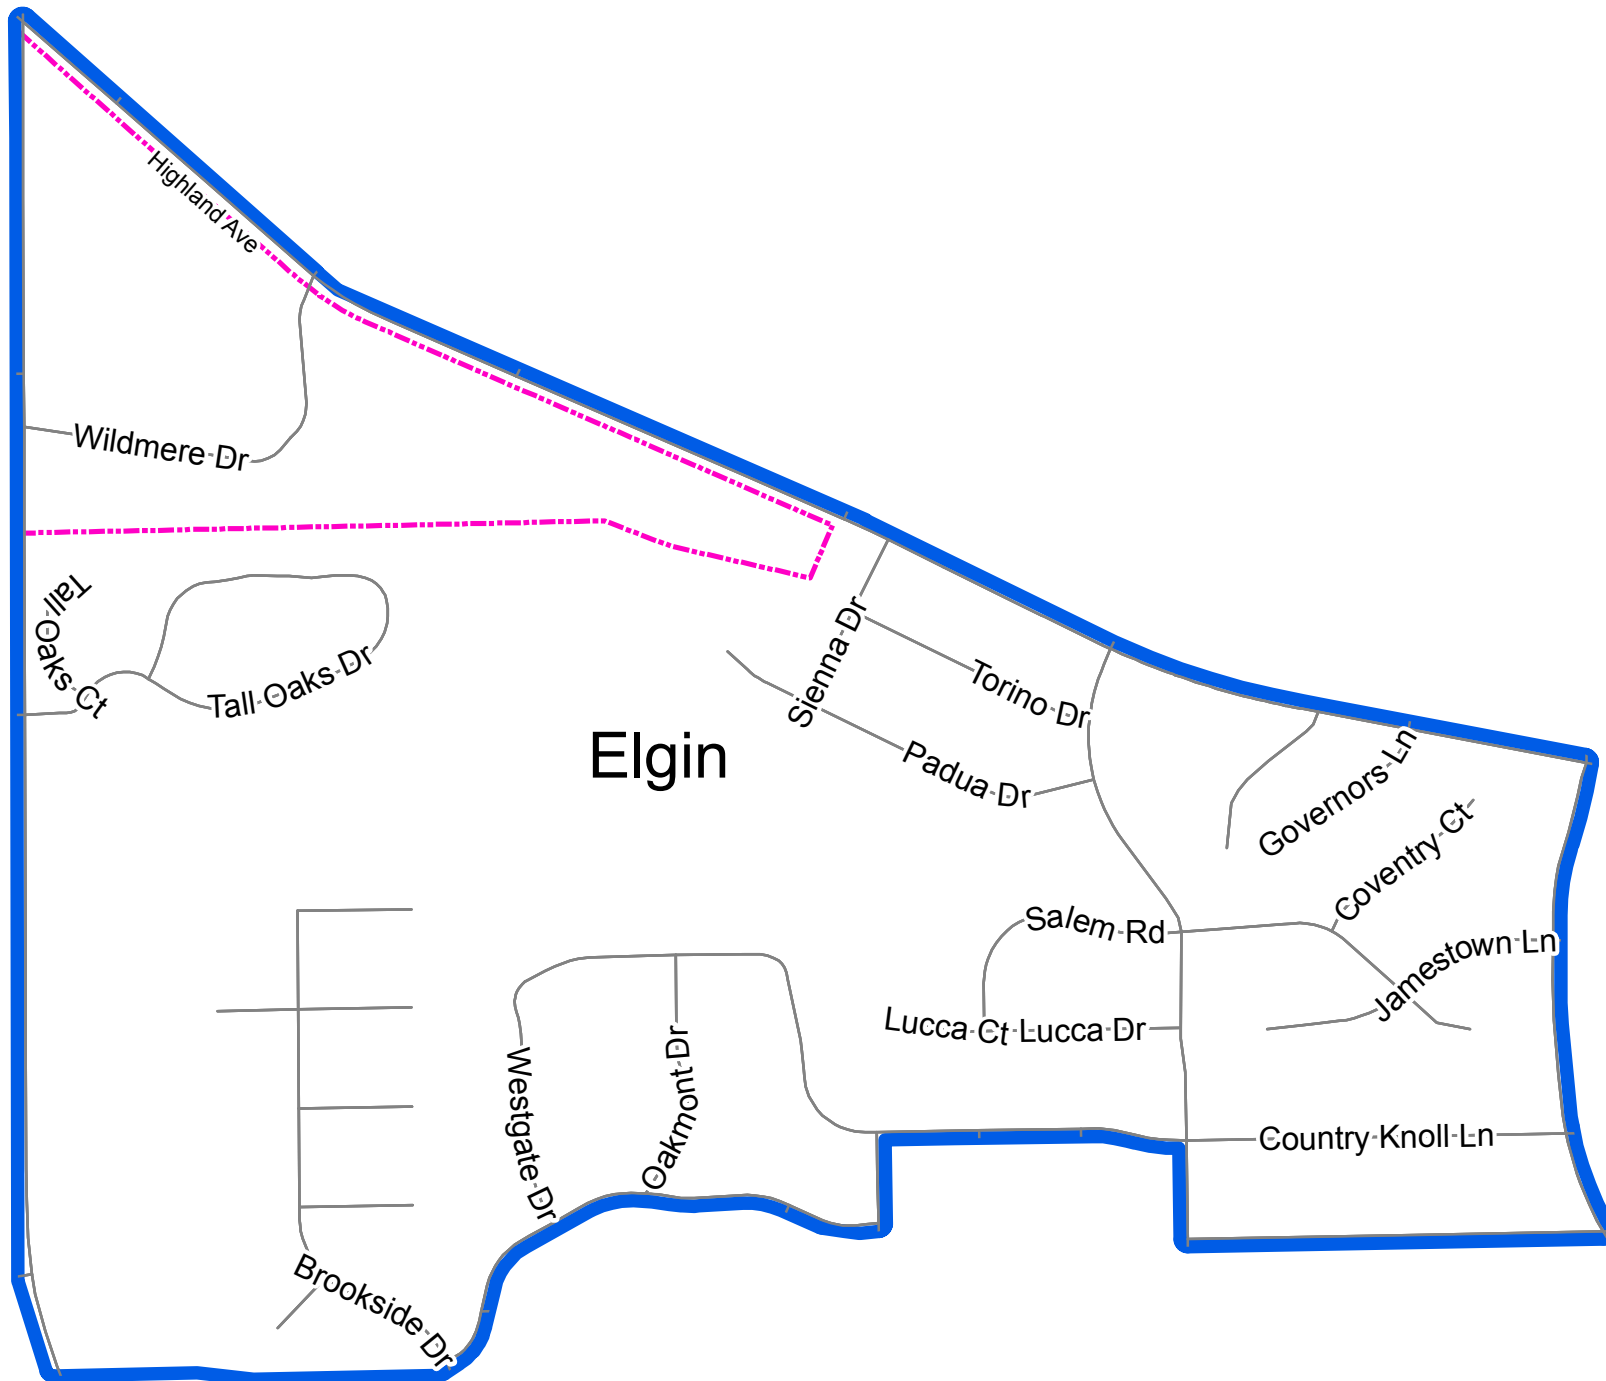 Highland Ave
Wildmere Dr
Tall Oaks Ct
Tall Oaks Dr
Sienna Dr
Torino Dr
Padua Dr
Elgin
Governors Ln
Coventry Ct
Salem Rd
Jamestown Ln
Lucca Ct
Lucca Dr
Westgate Dr
Oakmont Dr
Country Knoll Ln
Brookside Dr